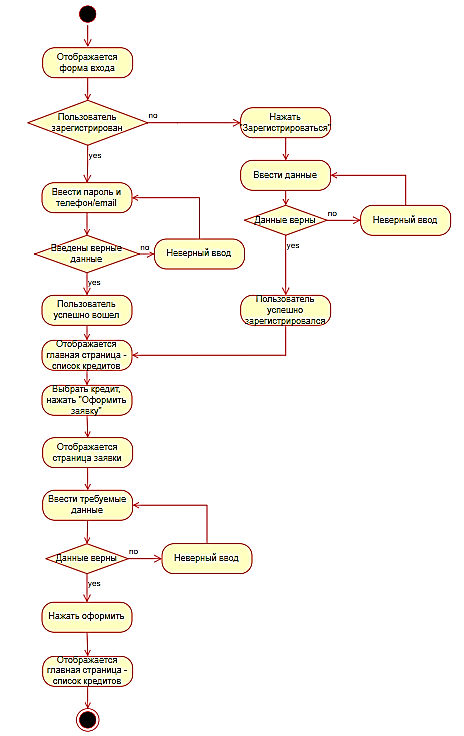 Отображается
форма входа
Пользователь
зарегистрирован
no
Нажать
"Зарегистрироваться"
yes
Ввести данные
Ввести пароль и
телефон/email
Данные верны
no
Неверный ввод
yes
Введены верные
данные
no
Неверный ввод
yes
Пользователь
успешно вошел
Пользователь
успешно
зарегистрировался
Отображается
главная страница -
список кредитов
Выбрать кредит,
нажать "Оформить
заявку"
Отображается
страница заявки
Ввести требуемые
данные
Данные верны
no
Неверный ввод
yes
Нажать оформить
Отображается
главная страница -
список кредитов